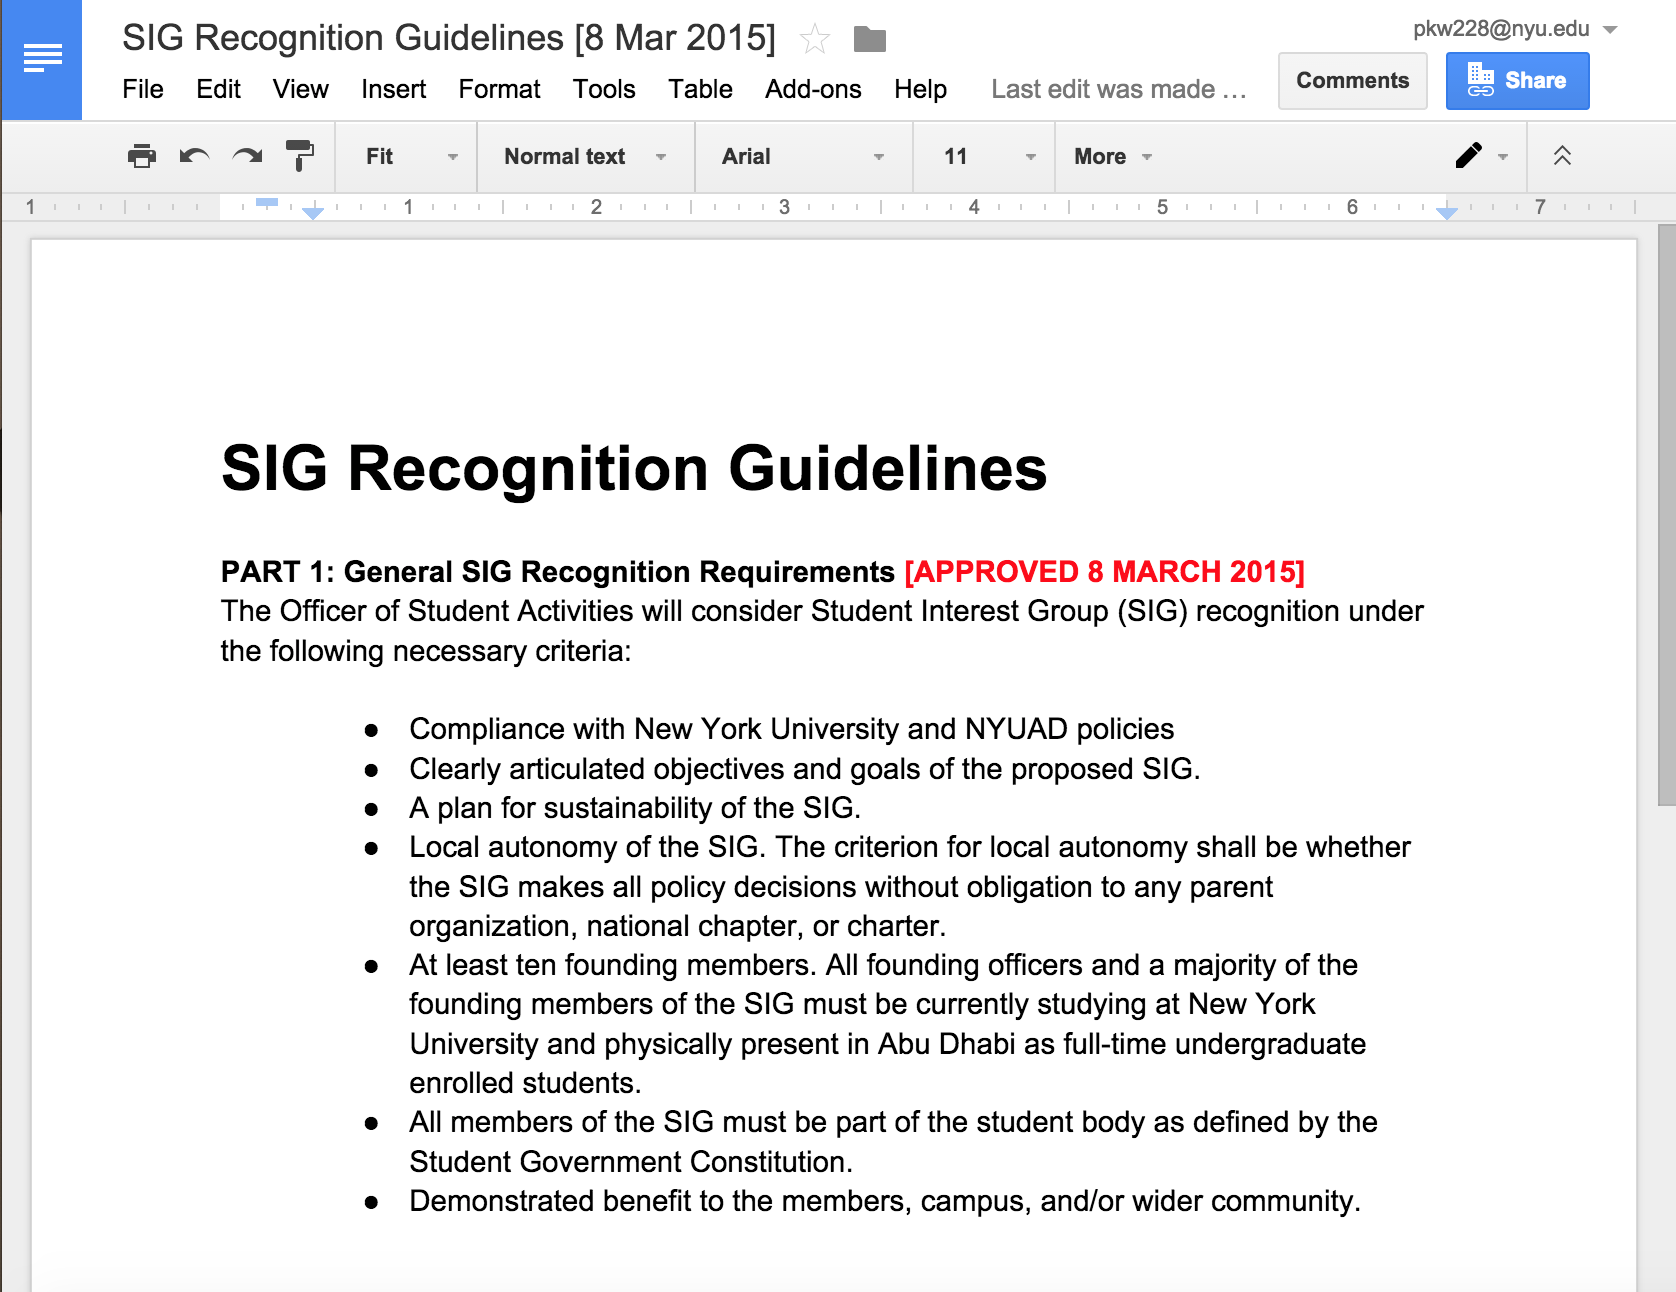 SIG Recognition Guidelines [8 Mar 2015]
pkw228@nyu.edu
File Edit View Insert Format Tools Table Add-ons Help Last edit was made ...
Comments
Share
Fit Normal text Arial 11 More
1 1 2 3 4 5 6 7
SIG Recognition Guidelines
PART 1: General SIG Recognition Requirements [APPROVED 8 MARCH 2015]
The Officer of Student Activities will consider Student Interest Group (SIG) recognition under
the following necessary criteria:
● Compliance with New York University and NYUAD policies
● Clearly articulated objectives and goals of the proposed SIG.
● A plan for sustainability of the SIG.
● Local autonomy of the SIG. The criterion for local autonomy shall be whether
the SIG makes all policy decisions without obligation to any parent
organization, national chapter, or charter.
● At least ten founding members. All founding officers and a majority of the
founding members of the SIG must be currently studying at New York
University and physically present in Abu Dhabi as full-time undergraduate
enrolled students.
● All members of the SIG must be part of the student body as defined by the
Student Government Constitution.
● Demonstrated benefit to the members, campus, and/or wider community.